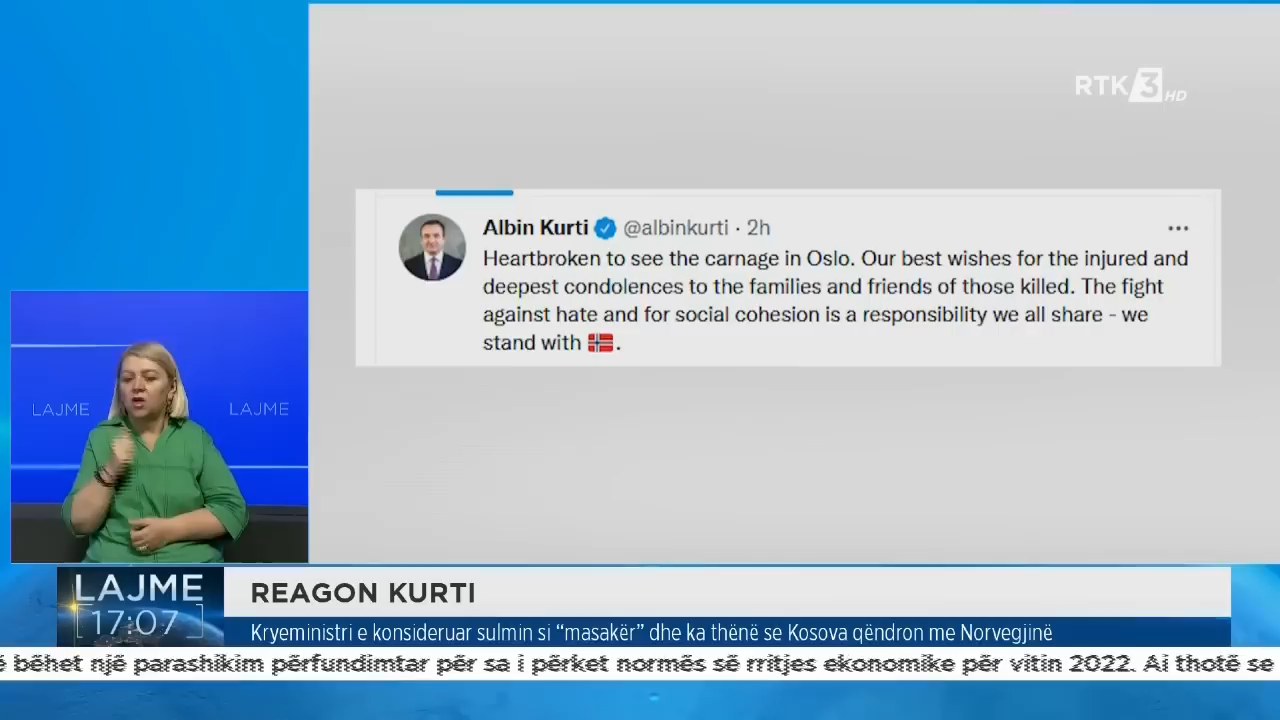 RTK 3 HD
Albin Kurti @albinkurti · 2h
Heartbroken to see the carnage in Oslo. Our best wishes for the injured and
deepest condolences to the families and friends of those killed. The fight
against hate and for social cohesion is a responsibility we all share - we
stand with 🇳🇴.
LAJME
LAJME
LAJME
17:07
REAGON KURTI
Kryeministri e konsideruar sulmin si “masakër” dhe ka thënë se Kosova qëndron me Norvegjinë
ë bëhet një parashikim përfundimtar për sa i përket normës së rritjes ekonomike për vitin 2022. Ai thotë se